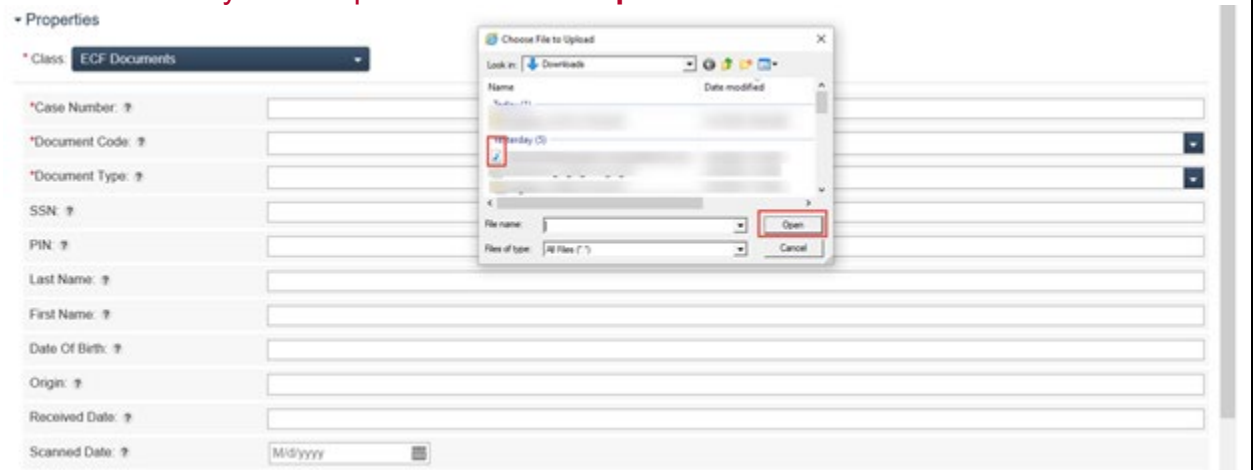 Properties
* Class: ECF Documents
Choose File to Upload
Look in: Downloads
Name Date modified
Yesterday (5)
File name: Open
Files of type: All Files (*.*) Cancel
*Case Number: ?
*Document Code: ?
*Document Type: ?
SSN: ?
PIN: ?
Last Name: ?
First Name: ?
Date Of Birth: ?
Origin: ?
Received Date: ?
Scanned Date: ? M/d/yyyy